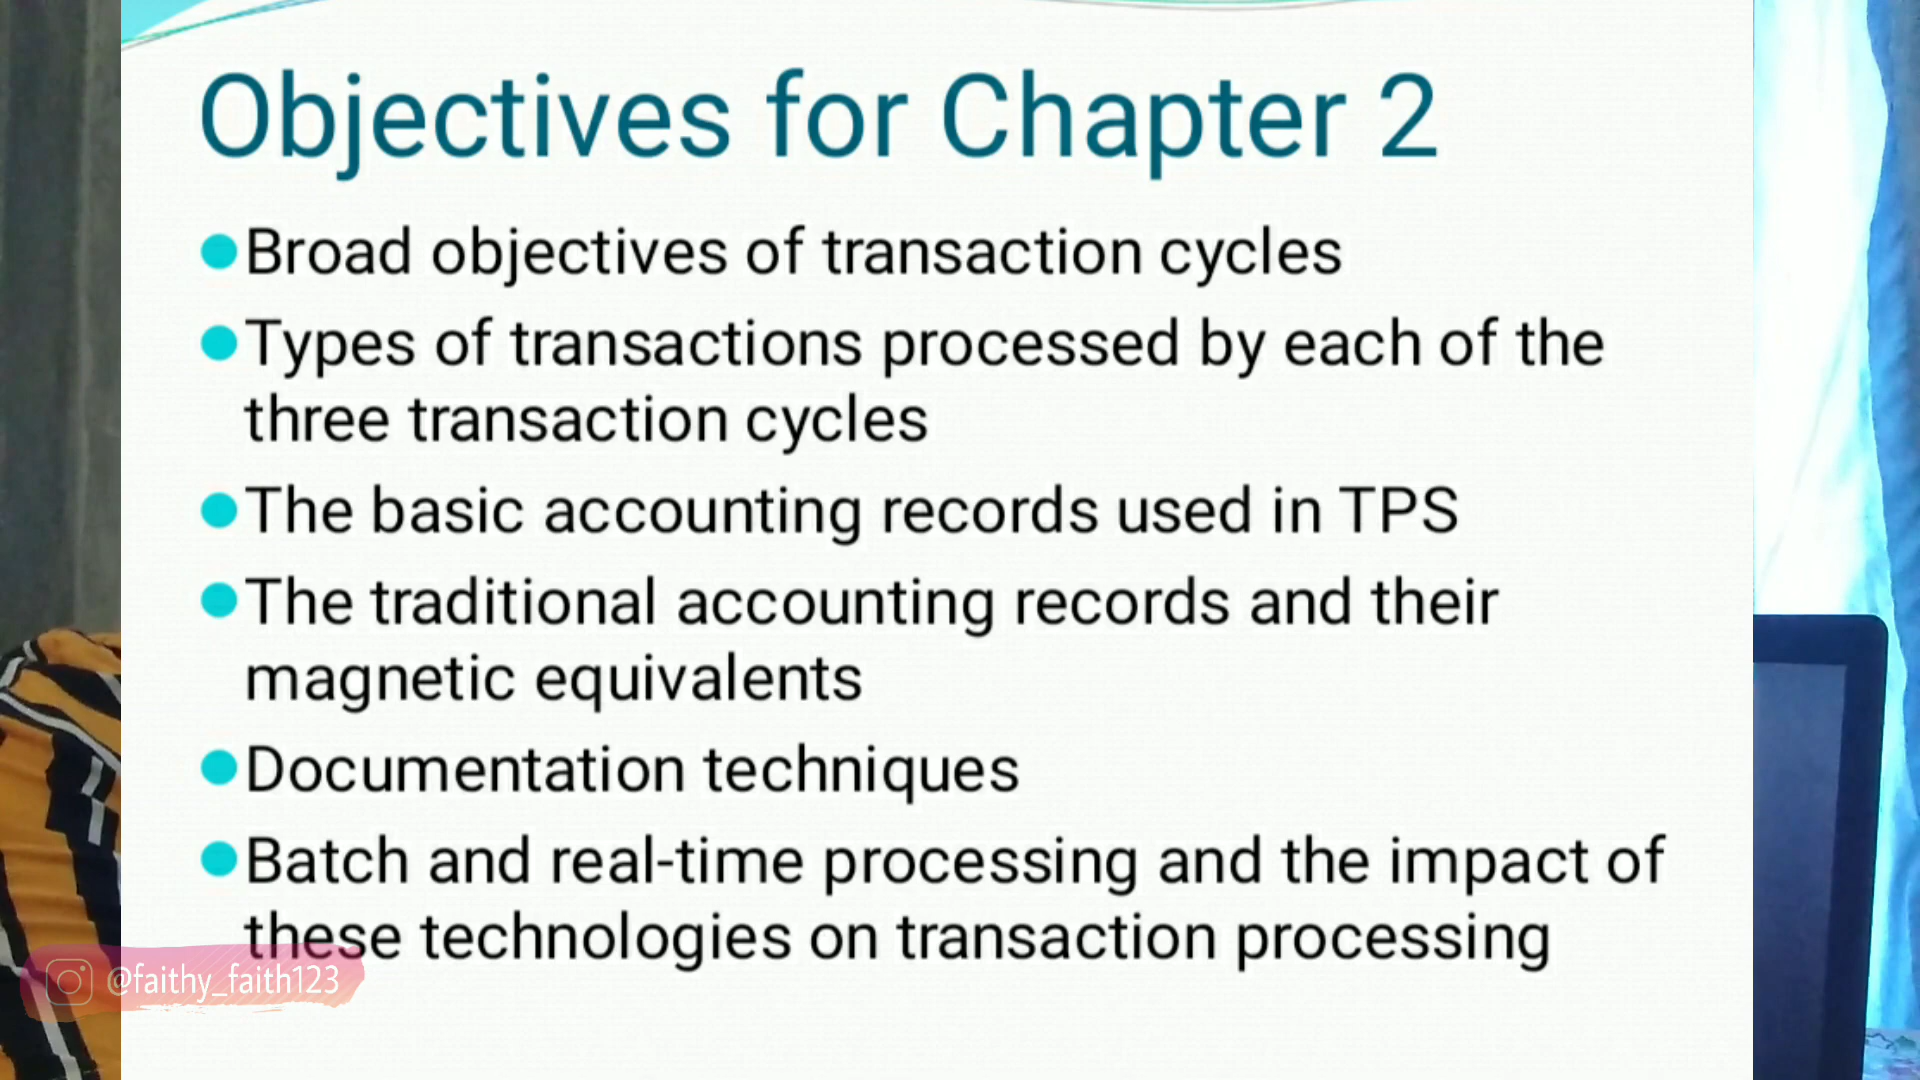 Objectives for Chapter 2
Broad objectives of transaction cycles
Types of transactions processed by each of the
three transaction cycles
The basic accounting records used in TPS
The traditional accounting records and their
magnetic equivalents
Documentation techniques
Batch and real-time processing and the impact of
these technologies on transaction processing
@faithy_faith123